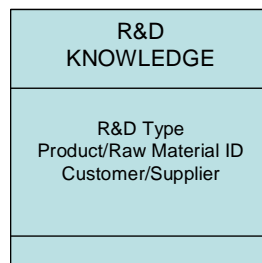 R&D
KNOWLEDGE
R&D Type
Product/Raw Material ID
Customer/Supplier